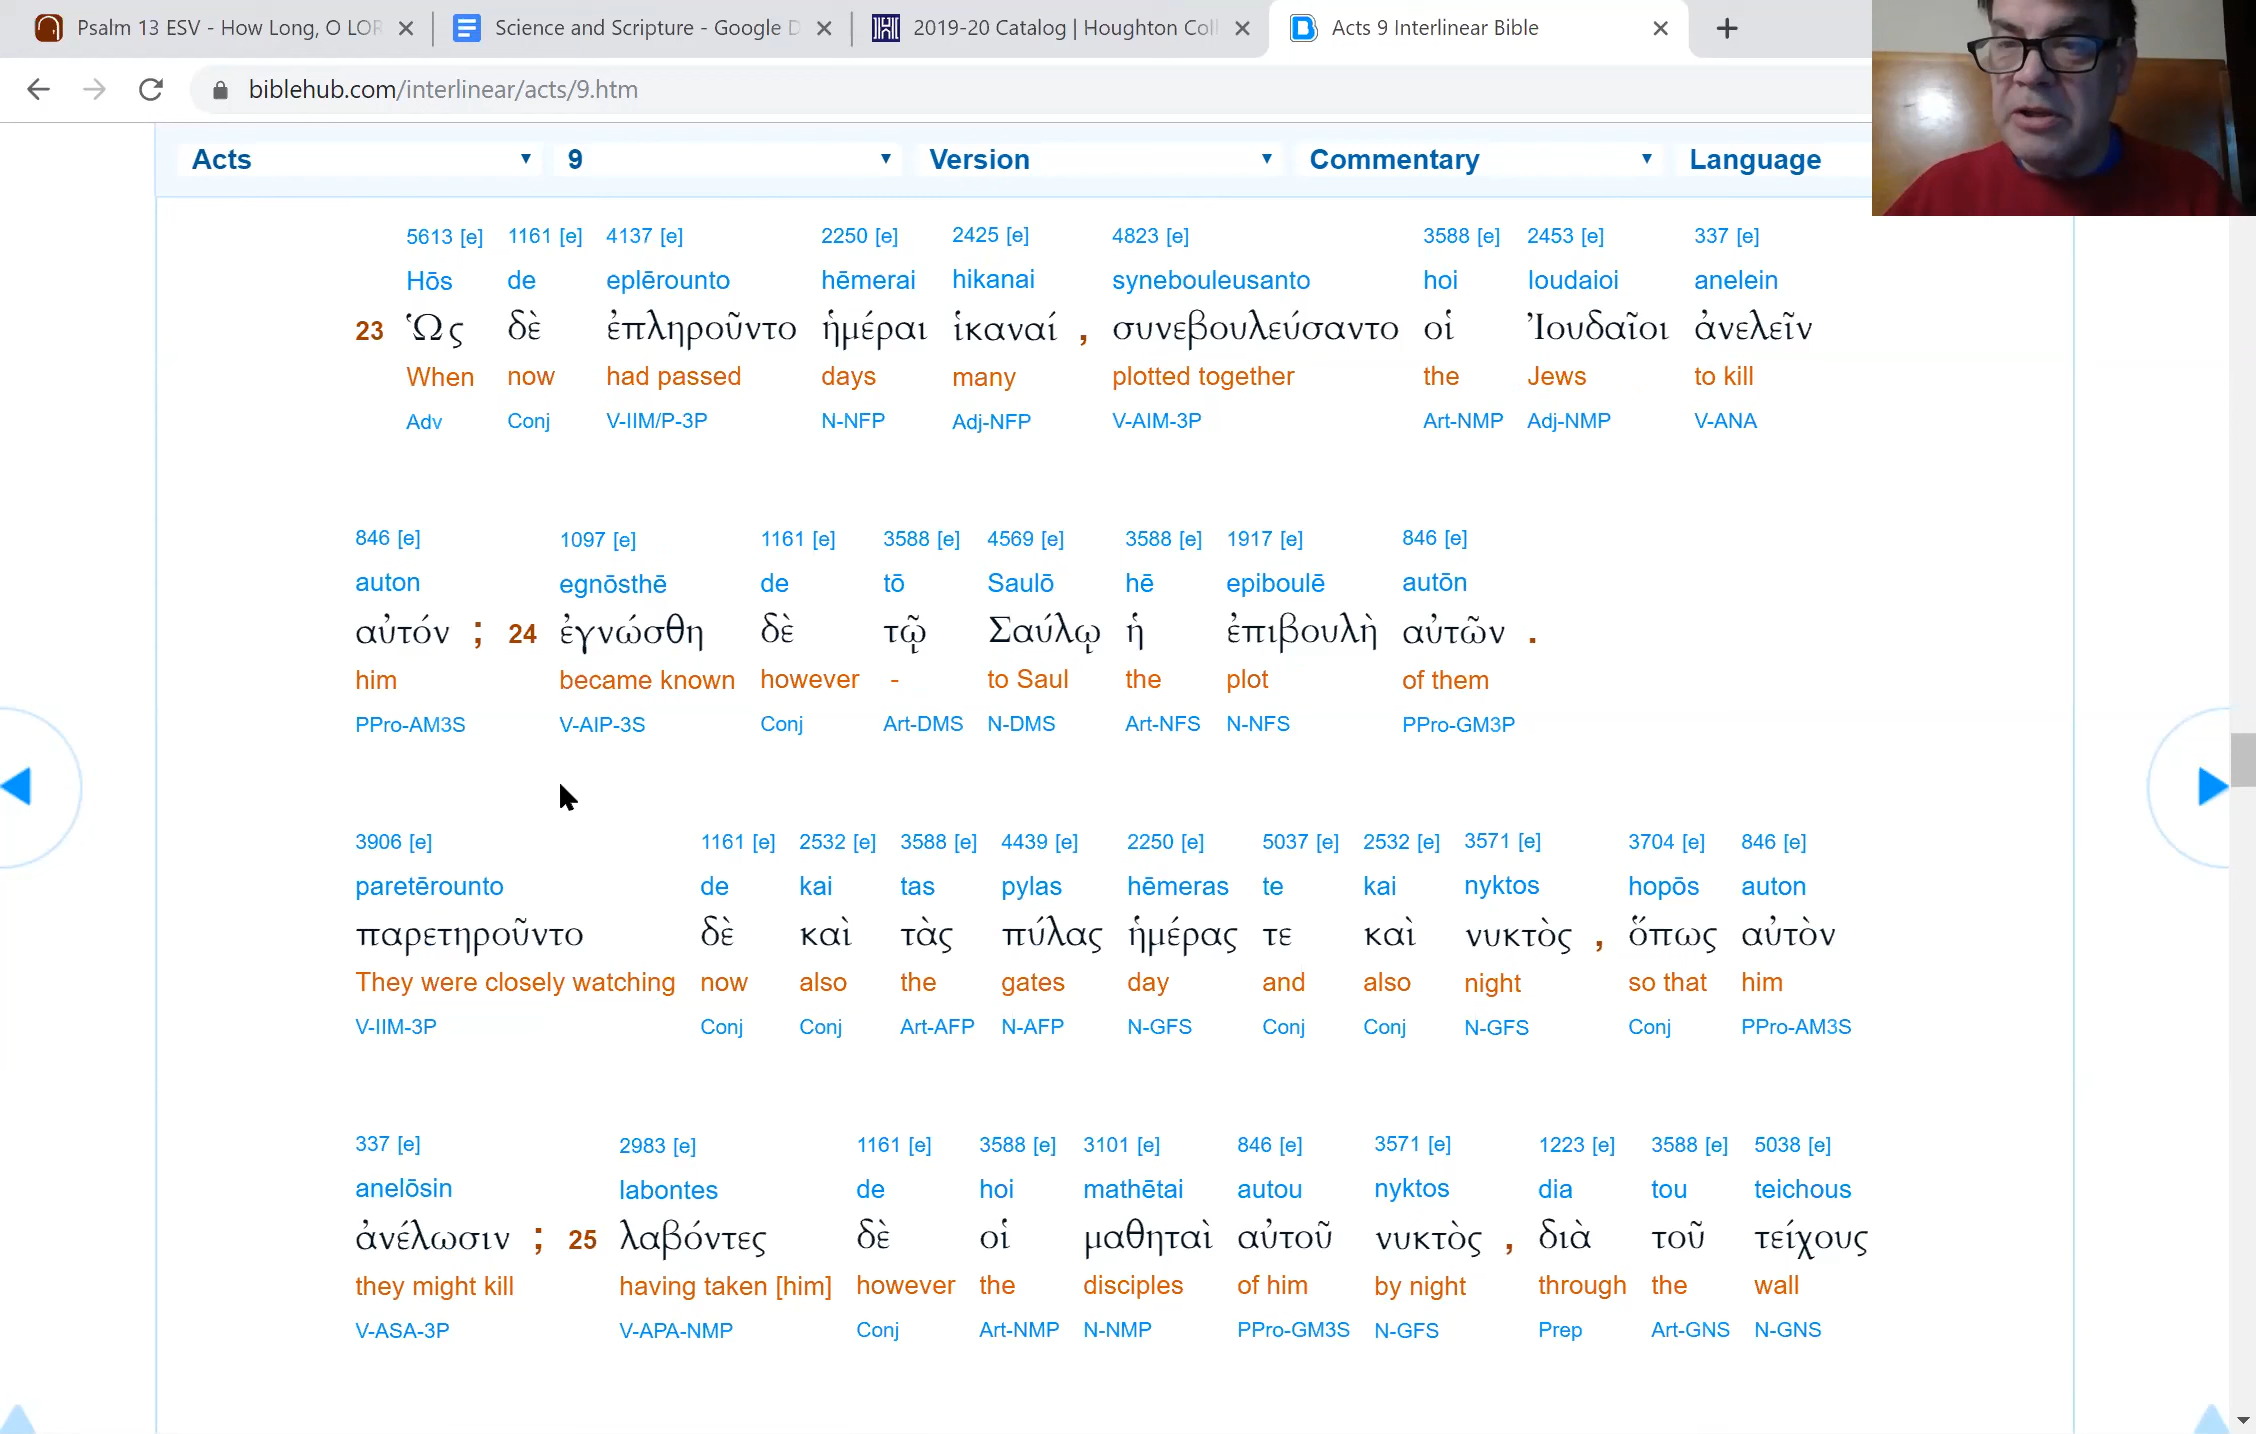 Psalm 13 ESV - How Long, O LOR Science and Scripture - Google D 2019-20 Catalog | Houghton Coll Acts 9 Interlinear Bible
biblehub.com/interlinear/acts/9.htm
Acts 9 Version Commentary Language
5613 [e] 1161 [e] 4137 [e] 2250 [e] 2425 [e] 4823 [e] 3588 [e] 2453 [e] 337 [e]
Hōs de eplērounto hēmerai hikanai synebouleusanto hoi Ioudaioi anelein
23 Ὡς δὲ ἐπληροῦντο ἡμέραι ἱκαναί , συνεβουλεύσαντο οἱ Ἰουδαῖοι ἀνελεῖν
When now had passed days many plotted together the Jews to kill
Adv Conj V-IIM/P-3P N-NFP Adj-NFP V-AIM-3P Art-NMP Adj-NMP V-ANA
846 [e] 1097 [e] 1161 [e] 3588 [e] 4569 [e] 3588 [e] 1917 [e] 846 [e]
auton egnōsthē de tō Saulō hē epiboulē autōn
αὐτόν ; 24 ἐγνώσθη δὲ τῷ Σαύλῳ ἡ ἐπιβουλὴ αὐτῶν .
him became known however - to Saul the plot of them
PPro-AM3S V-AIP-3S Conj Art-DMS N-DMS Art-NFS N-NFS PPro-GM3P
3906 [e] 1161 [e] 2532 [e] 3588 [e] 4439 [e] 2250 [e] 5037 [e] 2532 [e] 3571 [e] 3704 [e] 846 [e]
paretērounto de kai tas pylas hēmeras te kai nyktos hopōs auton
παρετηροῦντο δὲ καὶ τὰς πύλας ἡμέρας τε καὶ νυκτὸς , ὅπως αὐτὸν
They were closely watching now also the gates day and also night so that him
V-IIM-3P Conj Conj Art-AFP N-AFP N-GFS Conj Conj N-GFS Conj PPro-AM3S
337 [e] 2983 [e] 1161 [e] 3588 [e] 3101 [e] 846 [e] 3571 [e] 1223 [e] 3588 [e] 5038 [e]
anelōsin labontes de hoi mathētai autou nyktos dia tou teichous
ἀνέλωσιν ; 25 λαβόντες δὲ οἱ μαθηταὶ αὐτοῦ νυκτὸς , διὰ τοῦ τείχους
they might kill having taken [him] however the disciples of him by night through the wall
V-ASA-3P V-APA-NMP Conj Art-NMP N-NMP PPro-GM3S N-GFS Prep Art-GNS N-GNS